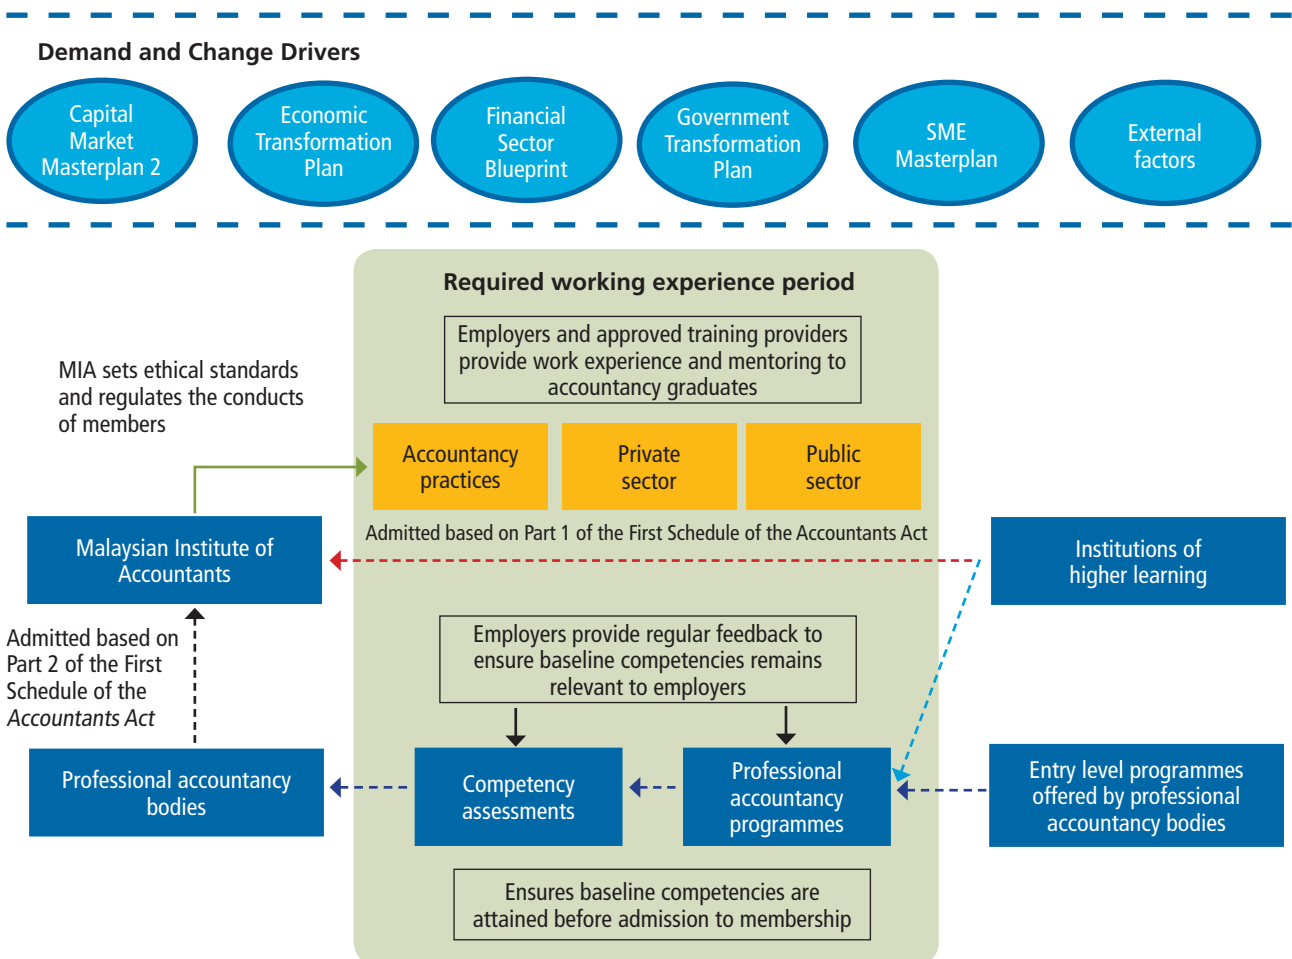 Demand and Change Drivers
Capital
Market
Masterplan 2
Economic
Transformation
Plan
Financial
Sector
Blueprint
Government
Transformation
Plan
SME
Masterplan
External
factors
Required working experience period
Employers and approved training providers
provide work experience and mentoring to
accountancy graduates
MIA sets ethical standards
and regulates the conducts
of members
Accountancy
practices
Private
sector
Public
sector
Admitted based on Part 1 of the First Schedule of the Accountants Act
Malaysian Institute of
Accountants
Institutions of
higher learning
Admitted based on
Part 2 of the First
Schedule of the
Accountants Act
Employers provide regular feedback to
ensure baseline competencies remains
relevant to employers
Professional accountancy
bodies
Competency
assessments
Professional
accountancy
programmes
Entry level programmes
offered by professional
accountancy bodies
Ensures baseline competencies are
attained before admission to membership